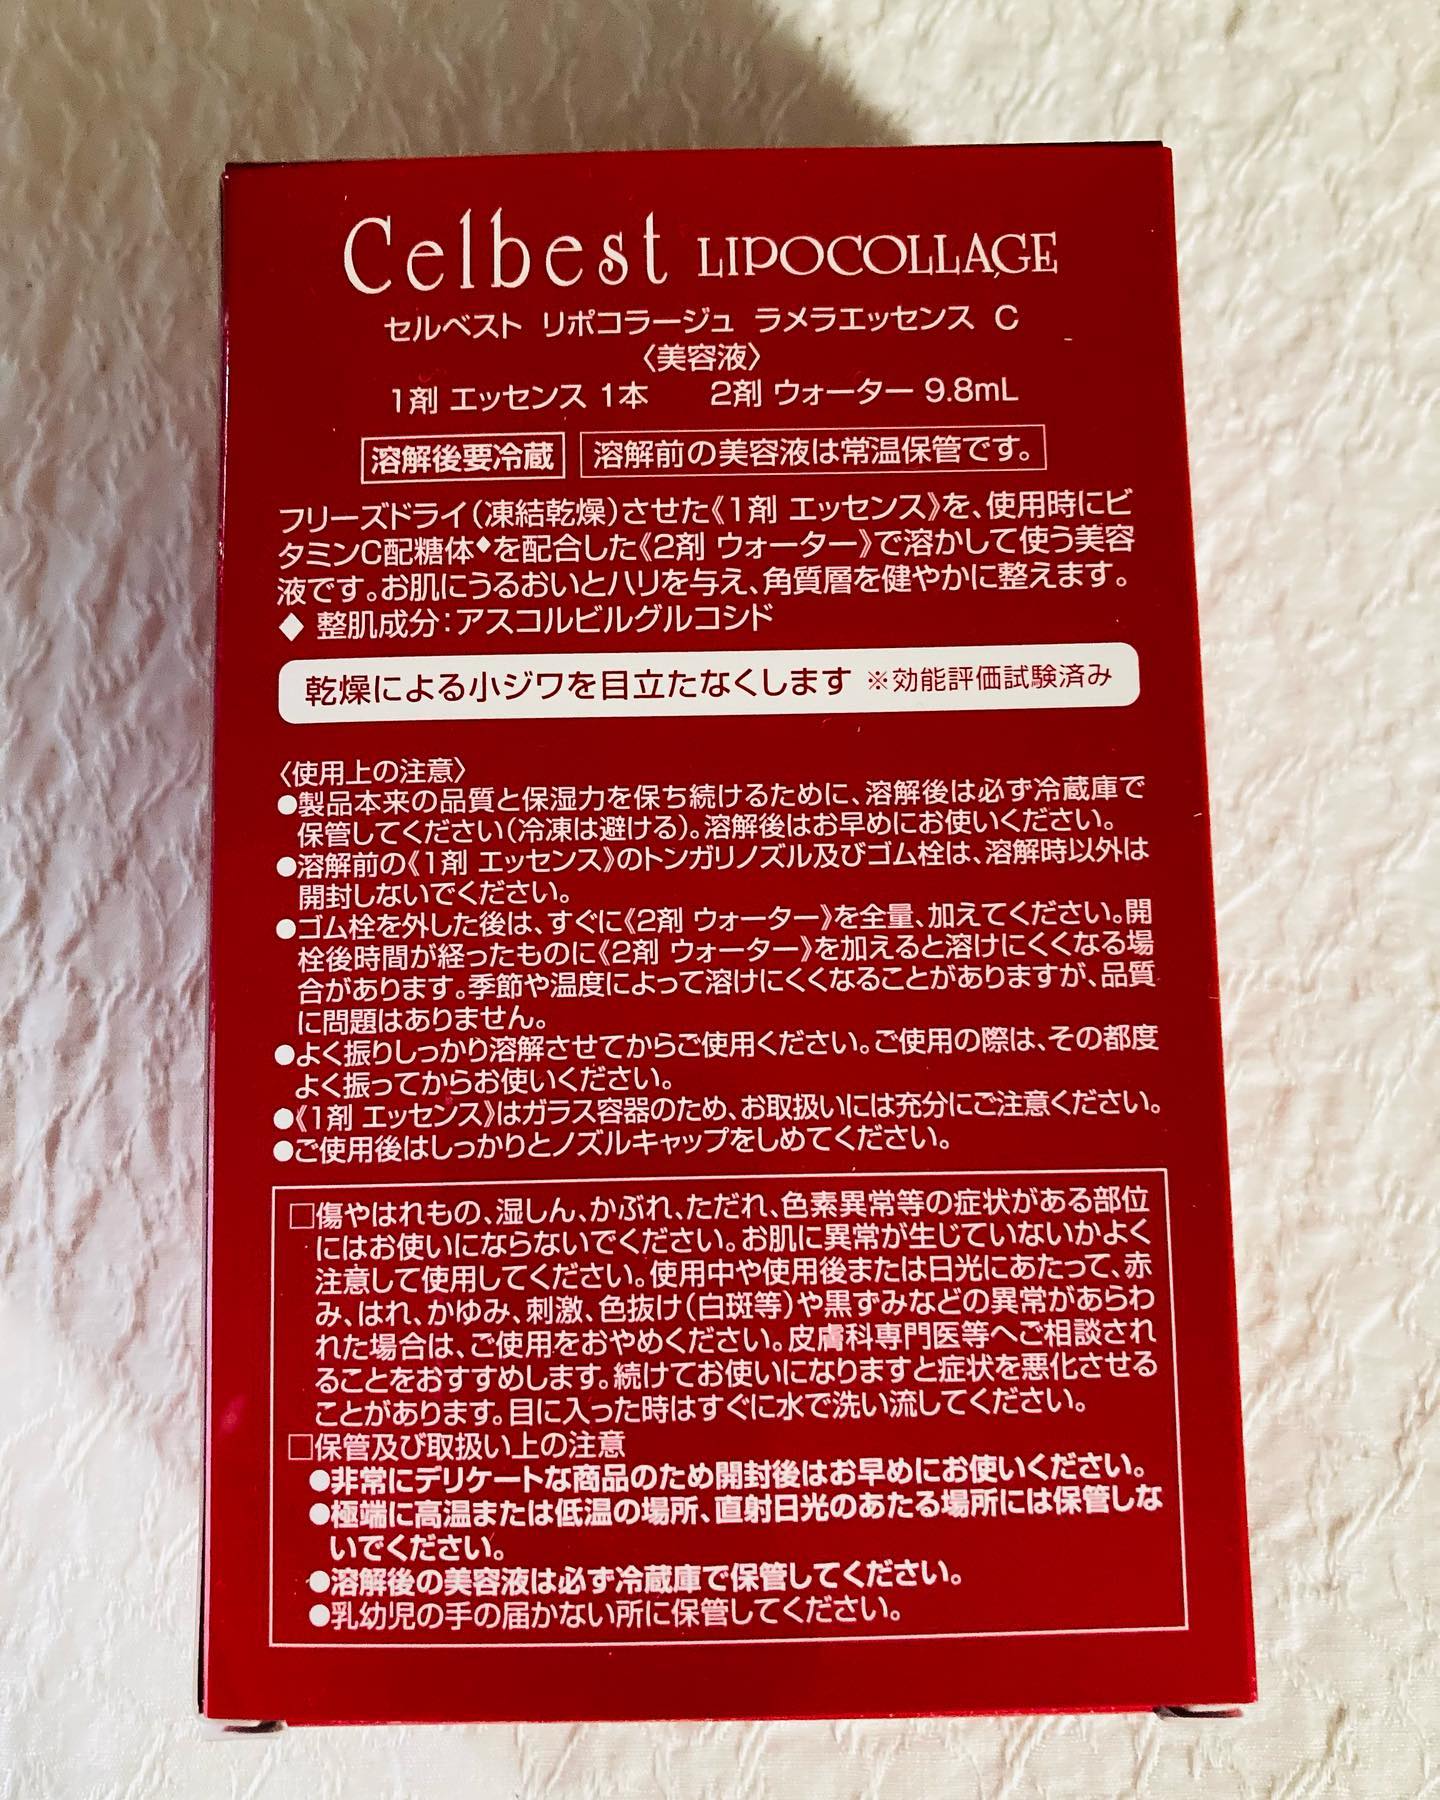 Celbest LIPOCOLLAGE
セルベスト リポコラージュ ラメラエッセンス C
〈美容液〉
1剤 エッセンス 1本 2剤 ウォーター 9.8mL
溶解後要冷蔵 溶解前の美容液は常温保管です。
フリーズドライ(凍結乾燥)させた《1剤 エッセンス》を、使用時にビ
タミンC配糖体◆を配合した《2剤 ウォーター》で溶かして使う美容
液です。お肌にうるおいとハリを与え、角質層を健やかに整えます。
◆ 整肌成分:アスコルビルグルコシド
乾燥による小ジワを目立たなくします ※効能評価試験済み
〈使用上の注意〉
●製品本来の品質と保湿力を保ち続けるために、溶解後は必ず冷蔵庫で
保管してください(冷凍は避ける)。溶解後はお早めにお使いください。
●溶解前の《1剤 エッセンス》のトンガリノズル及びゴム栓は、溶解時以外は
開封しないでください。
●ゴム栓を外した後は、すぐに《2剤 ウォーター》を全量、加えてください。開
栓後時間が経ったものに《2剤 ウォーター》を加えると溶けにくくなる場
合があります。季節や温度によって溶けにくくなることがありますが、品質
に問題はありません。
●よく振りしっかり溶解させてからご使用ください。ご使用の際は、その都度
よく振ってからお使いください。
●《1剤 エッセンス》はガラス容器のため、お取扱いには充分にご注意ください。
●ご使用後はしっかりとノズルキャップをしめてください。
□傷やはれもの、湿しん、かぶれ、ただれ、色素異常等の症状がある部位
にはお使いにならないでください。お肌に異常が生じていないかよく
注意して使用してください。使用中や使用後または日光にあたって、赤
み、はれ、かゆみ、刺激、色抜け(白斑等)や黒ずみなどの異常があらわ
れた場合は、ご使用をおやめください。皮膚科専門医等へご相談され
ることをおすすめします。続けてお使いになりますと症状を悪化させる
ことがあります。目に入った時はすぐに水で洗い流してください。
□保管及び取扱い上の注意
●非常にデリケートな商品のため開封後はお早めにお使いください。
●極端に高温または低温の場所、直射日光のあたる場所には保管しな
いでください。
●溶解後の美容液は必ず冷蔵庫で保管してください。
●乳幼児の手の届かない所に保管してください。